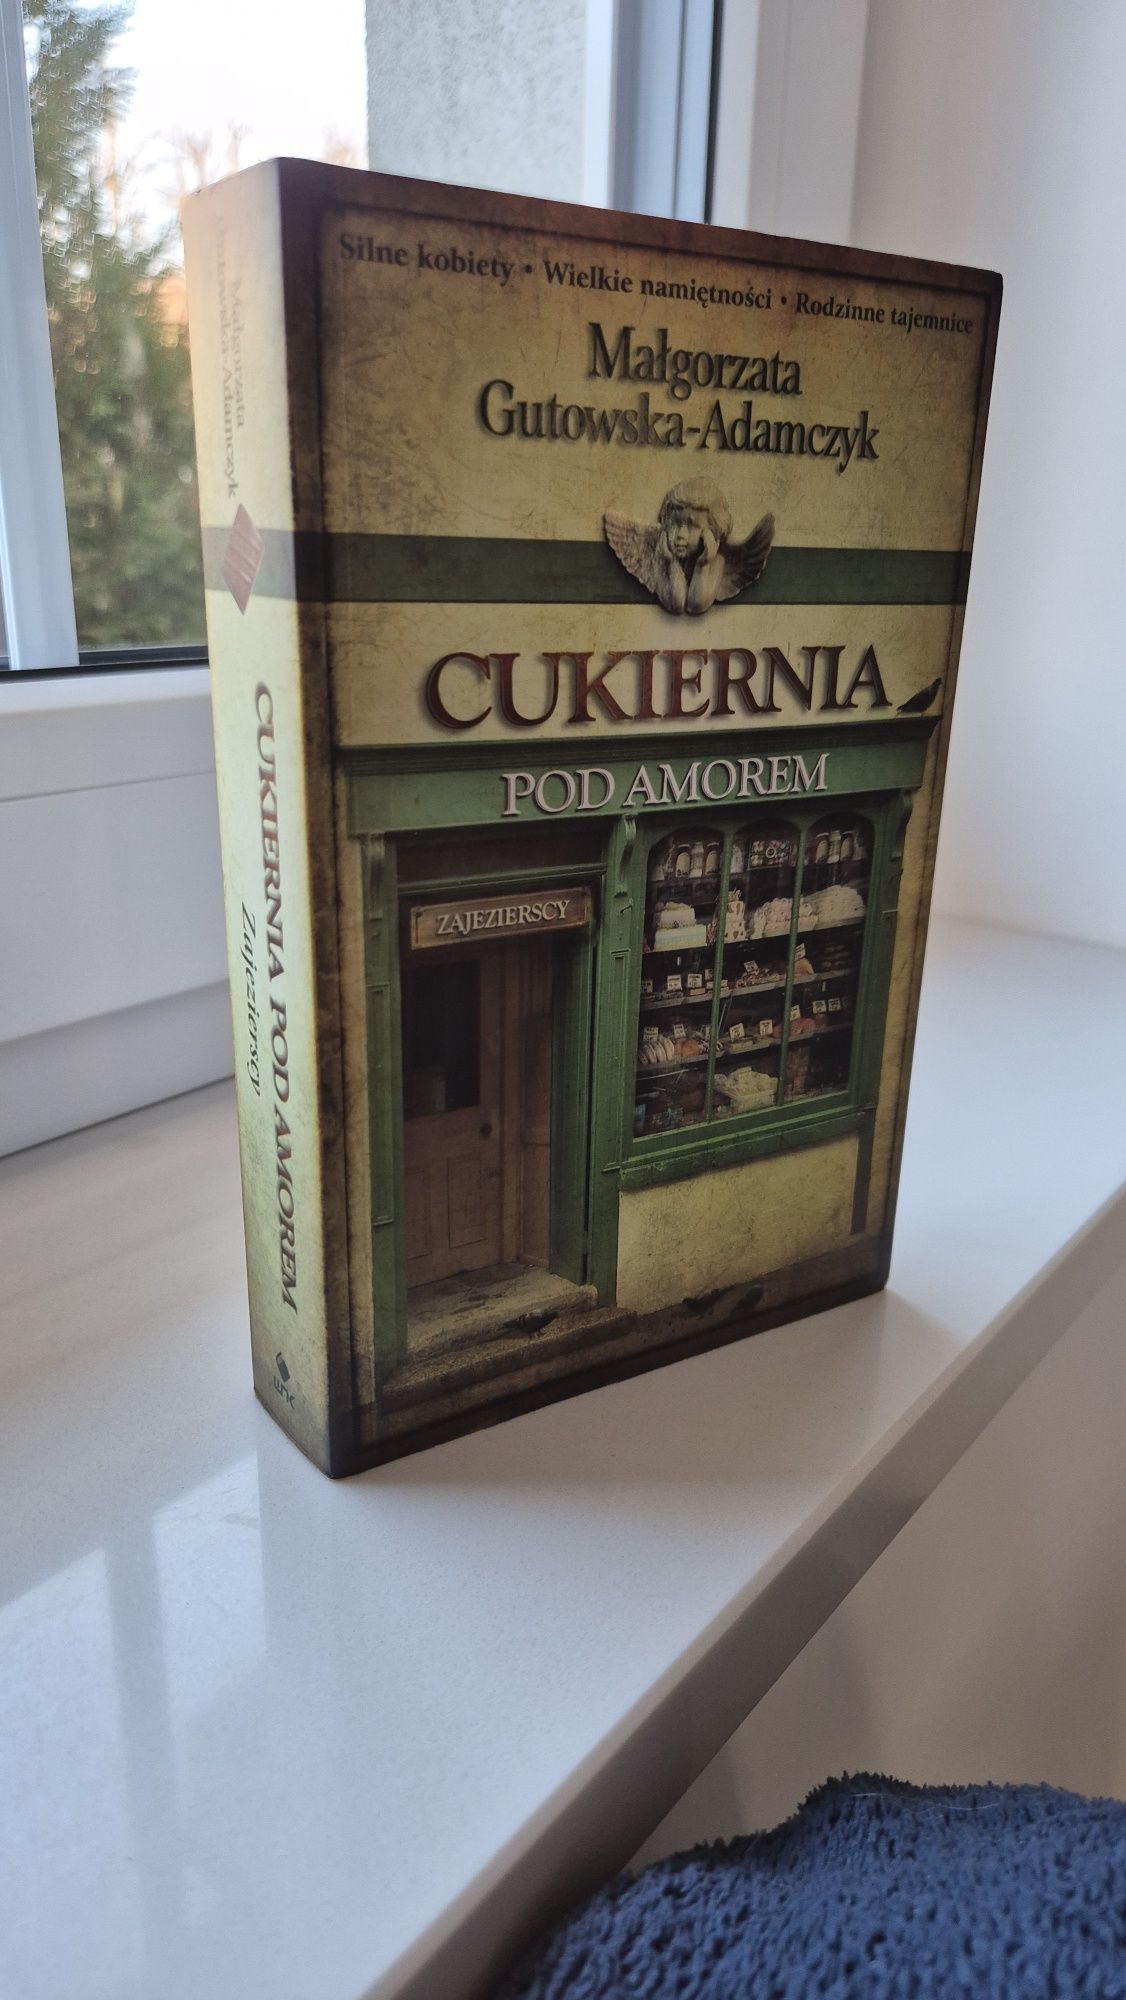 Silne kobiety • Wielkie namiętności • Rodzinne tajemnice
Małgorzata
Gutowska-Adamczyk
CUKIERNIA
POD AMOREM
ZAJEZIERSCY
Małgorzata
Gutowska-Adamczyk
CUKIERNIA POD AMOREM
Zajezierscy